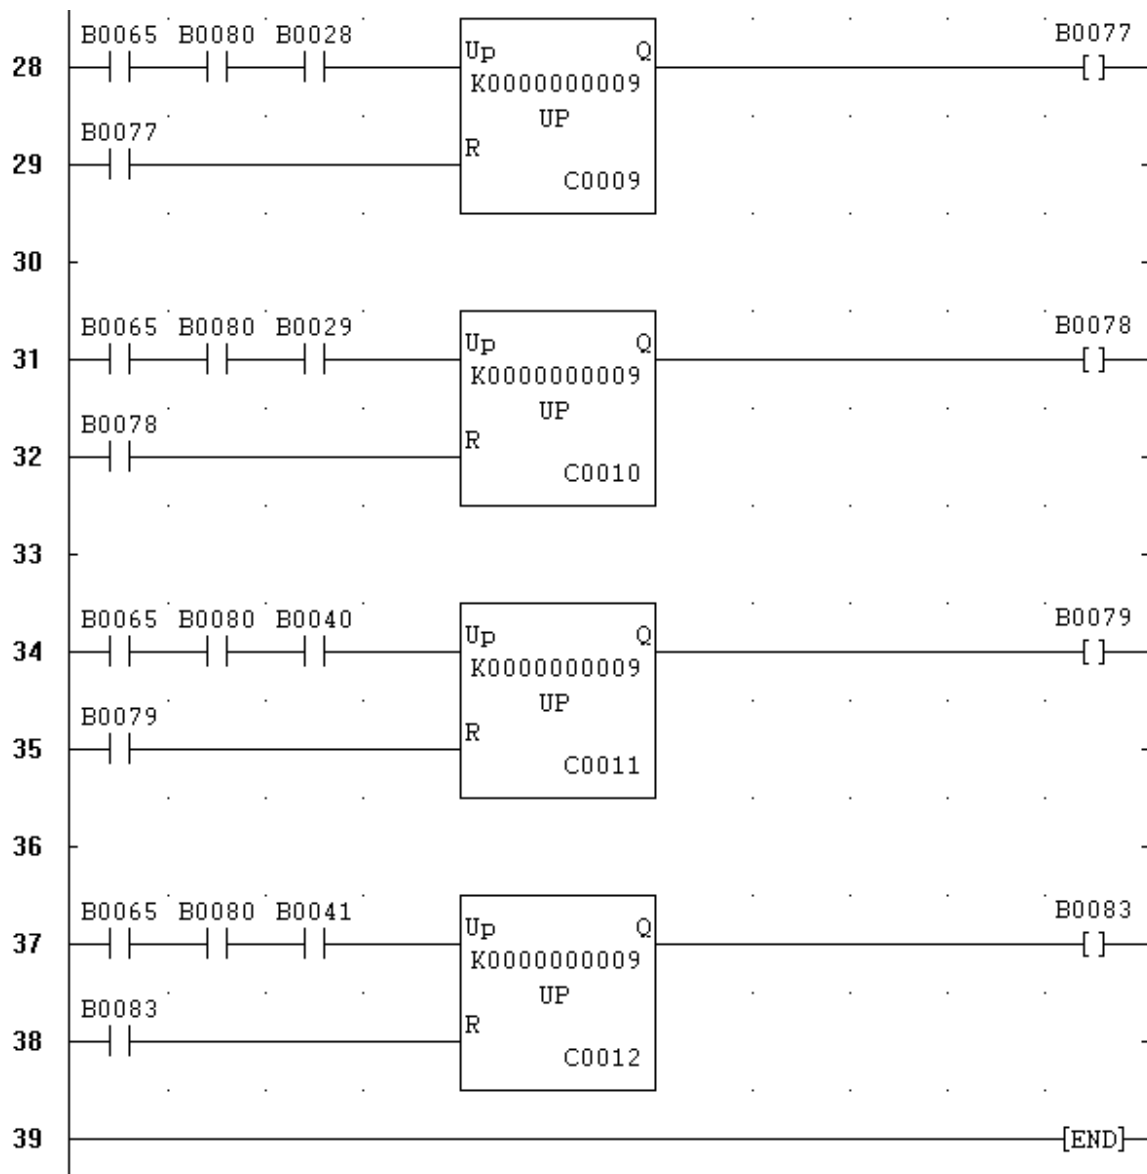 B0065 B0080 B0028 B0077
Up Q
28
K0000000009
UP
B0077
R
29
C0009
30
B0065 B0080 B0029 B0078
Up Q
31
K0000000009
UP
B0078
R
32
C0010
33
B0065 B0080 B0040 B0079
Up Q
34
K0000000009
UP
B0079
R
35
C0011
36
B0065 B0080 B0041 B0083
Up Q
37
K0000000009
UP
B0083
R
38
C0012
39 [END]